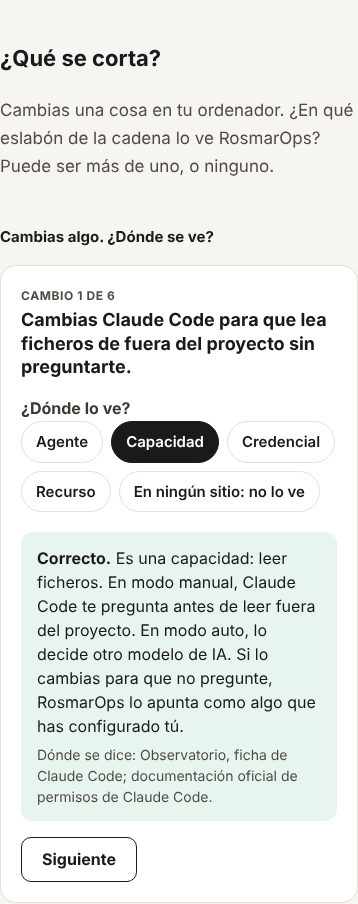 ¿Qué se corta?
Cambias una cosa en tu ordenador. ¿En qué
eslabón de la cadena lo ve RosmarOps?
Puede ser más de uno, o ninguno.
Cambias algo. ¿Dónde se ve?
CAMBIO 1 DE 6
Cambias Claude Code para que lea
ficheros de fuera del proyecto sin
preguntarte.
¿Dónde lo ve?
Agente Capacidad Credencial
Recurso En ningún sitio: no lo ve
Correcto. Es una capacidad: leer
ficheros. En modo manual, Claude
Code te pregunta antes de leer fuera
del proyecto. En modo auto, lo
decide otro modelo de IA. Si lo
cambias para que no pregunte,
RosmarOps lo apunta como algo que
has configurado tú.
Dónde se dice: Observatorio, ficha de
Claude Code; documentación oficial de
permisos de Claude Code.
Siguiente